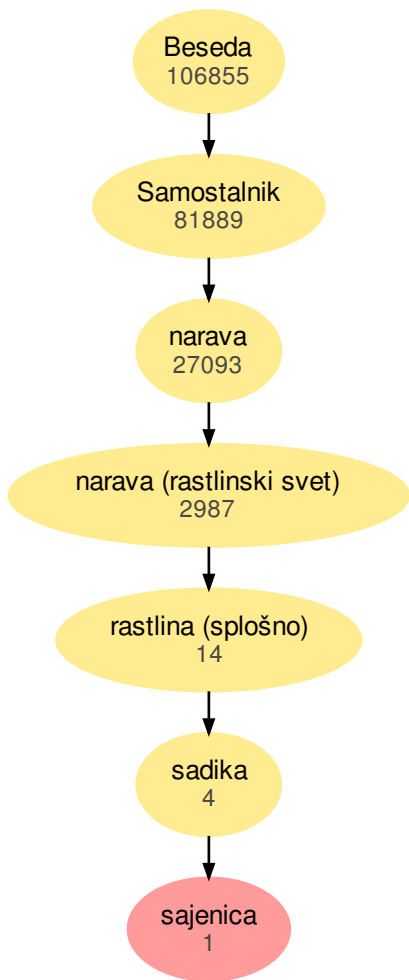 Beseda
106855
Samostalnik
81889
narava
27093
narava (rastlinski svet)
2987
rastlina (splošno)
14
sadika
4
sajenica
1